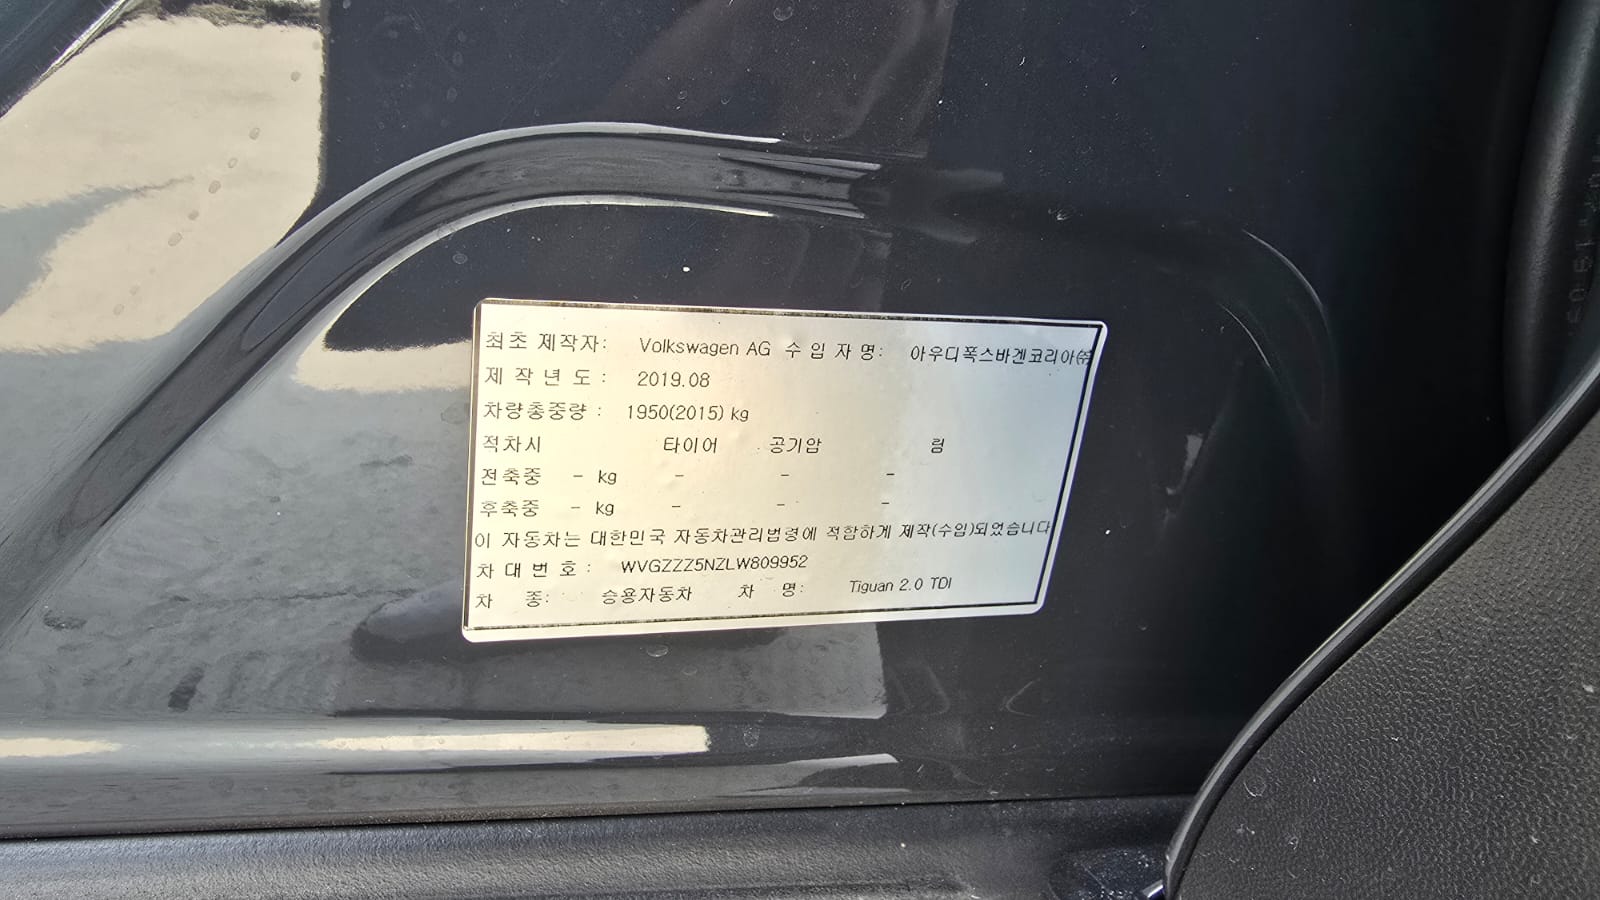 최초 제작자: Volkswagen AG 수 입 자 명: 아우디폭스바겐코리아㈜
제 작 년 도 : 2019.08
차량총중량 : 1950(2015) kg
적차시 타이어 공기압 림
전축중 - kg - - -
후축중 - kg - - -
이 자동차는 대한민국 자동차관리법령에 적합하게 제작(수입)되었습니다
차 대 번 호 : WVGZZZ5NZLW809952
차 종: 승용자동차 차 명: Tiguan 2.0 TDI